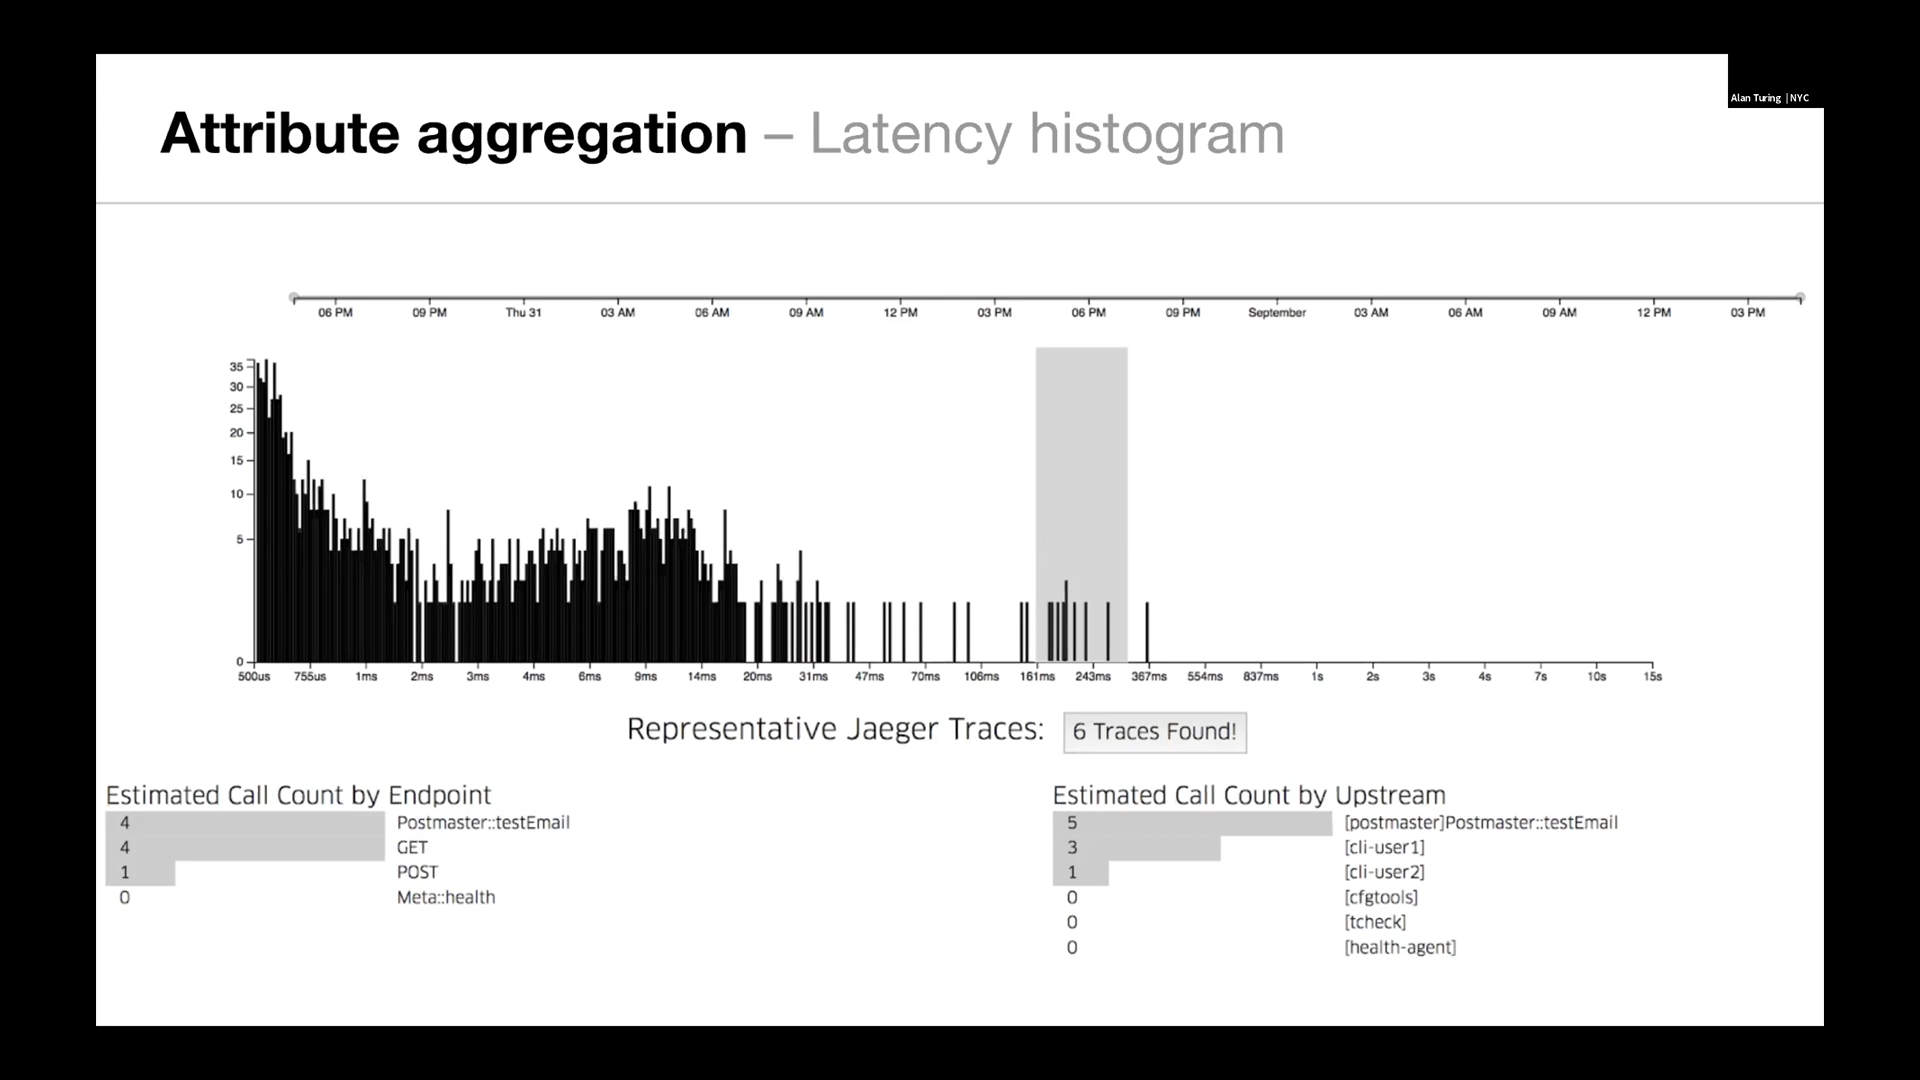 Alan Turing | NYC
Attribute aggregation – Latency histogram
06 PM 09 PM Thu 31 03 AM 06 AM 09 AM 12 PM 03 PM 06 PM 09 PM September 03 AM 06 AM 09 AM 12 PM 03 PM
35
30
25
20
15
10
5
0
500us 755us 1ms 2ms 3ms 4ms 6ms 9ms 14ms 20ms 31ms 47ms 70ms 106ms 161ms 243ms 367ms 554ms 837ms 1s 2s 3s 4s 7s 10s 15s
Representative Jaeger Traces: 6 Traces Found!
Estimated Call Count by Endpoint
4 Postmaster::testEmail
4 GET
1 POST
0 Meta::health
Estimated Call Count by Upstream
5 [postmaster]Postmaster::testEmail
3 [cli-user1]
1 [cli-user2]
0 [cfgtools]
0 [tcheck]
0 [health-agent]